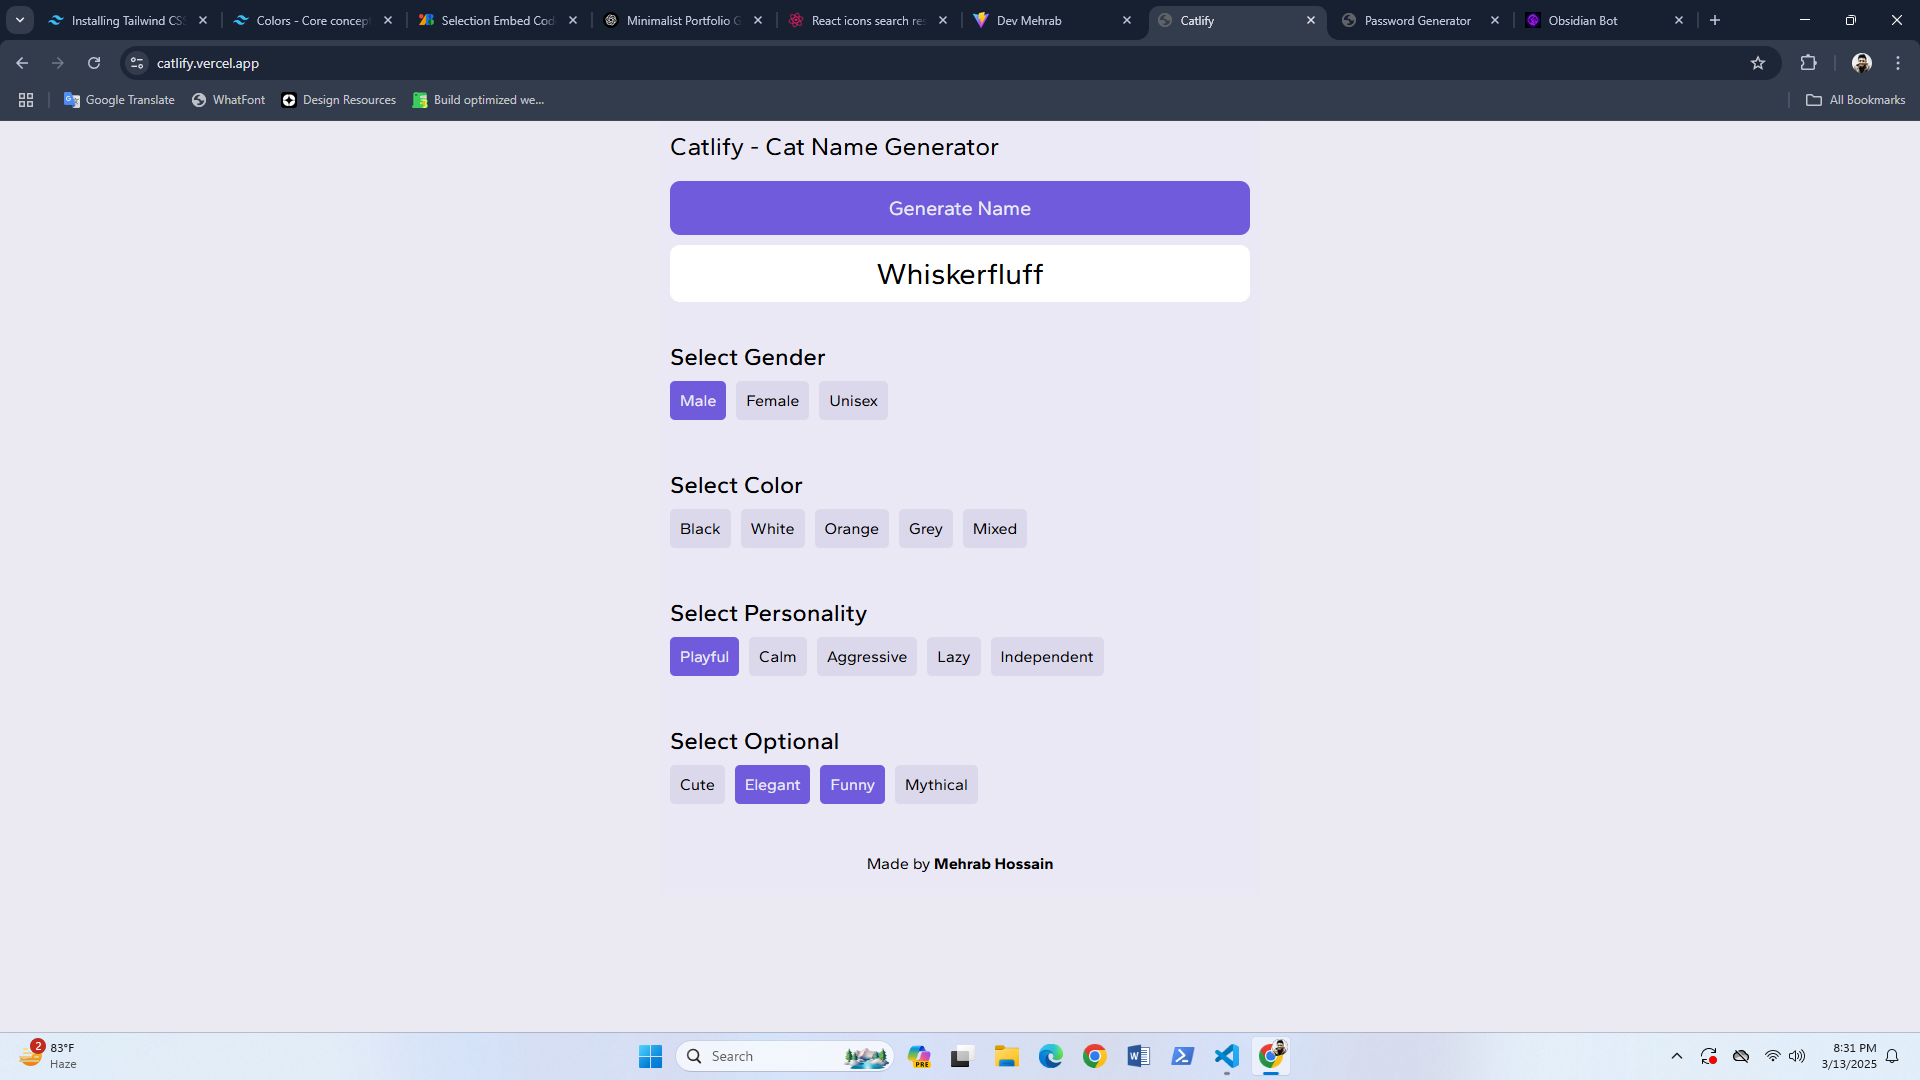 Installing Tailwind CS
Colors - Core concept
Selection Embed Cod
Minimalist Portfolio G
React icons search res
Dev Mehrab
Catlify
Password Generator
Obsidian Bot
catlify.vercel.app
Google Translate
WhatFont
Design Resources
Build optimized we...
All Bookmarks
Catlify - Cat Name Generator
Generate Name
Whiskerfluff
Select Gender
Male Female Unisex
Select Color
Black White Orange Grey Mixed
Select Personality
Playful Calm Aggressive Lazy Independent
Select Optional
Cute Elegant Funny Mythical
Made by Mehrab Hossain
2
83°F
Haze
Search
PRE
8:31 PM
3/13/2025